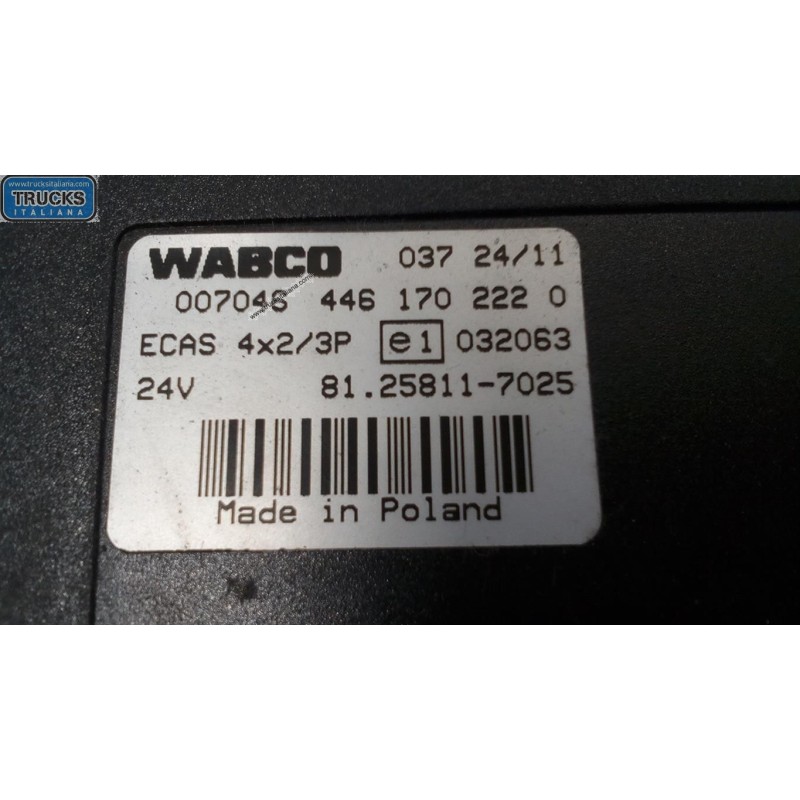 www.trucksitaliana.com
TRUCKS
ITALIANA
WABCO 037 24/11
446 170 222 0
ECAS 4x2/3P e1 032063
24V 81.25811-7025
Made in Poland